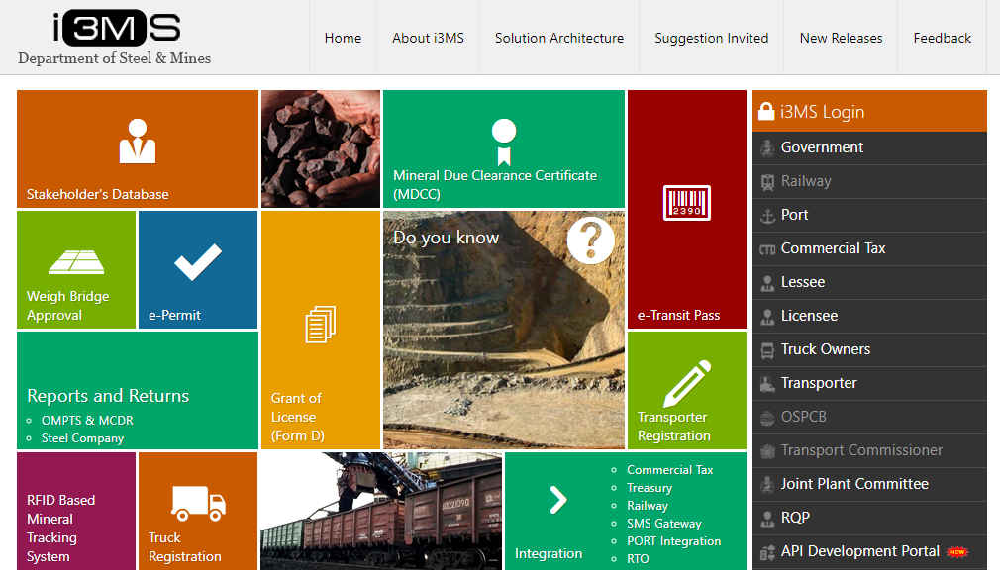 i3MS
Department of Steel & Mines
Home
About i3MS
Solution Architecture
Suggestion Invited
New Releases
Feedback
Stakeholder's Database
Mineral Due Clearance Certificate
(MDCC)
2390
e-Transit Pass
Weigh Bridge
Approval
e-Permit
Grant of
License
(Form D)
Do you know
?
Reports and Returns
OMPTS & MCDR
Steel Company
Transporter
Registration
RFID Based
Mineral
Tracking
System
Truck
Registration
60221090
Integration
Commercial Tax
Treasury
Railway
SMS Gateway
PORT Integration
RTO
i3MS Login
Government
Railway
Port
Commercial Tax
Lessee
Licensee
Truck Owners
Transporter
OSPCB
Transport Commissioner
Joint Plant Committee
RQP
API Development Portal NEW